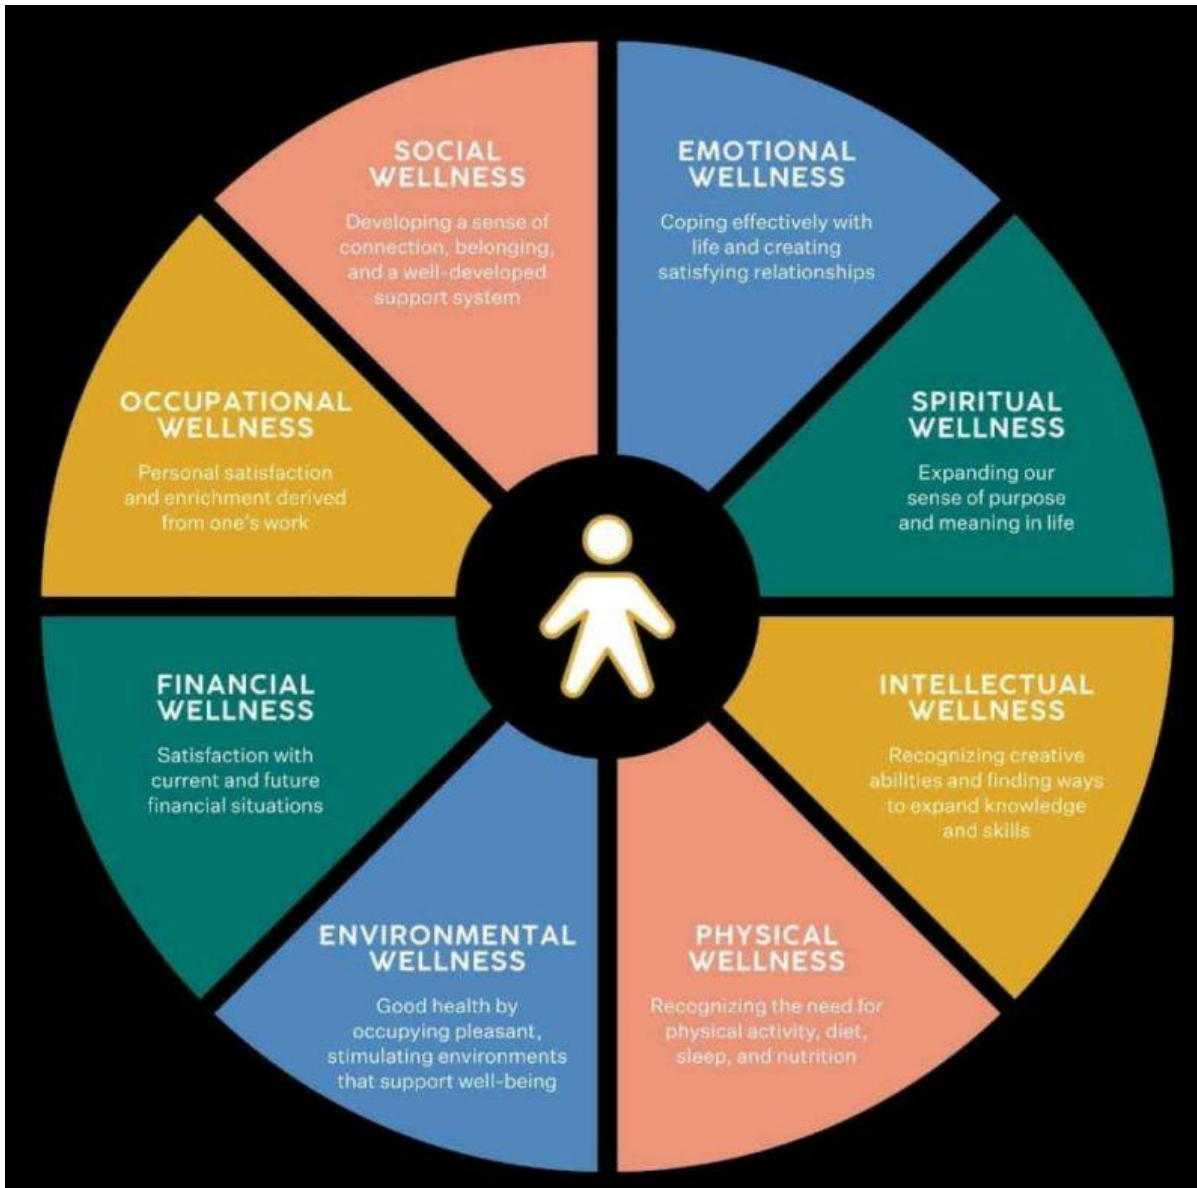 SOCIAL
WELLNESS
Developing a sense of
connection, belonging,
and a well-developed
support system
EMOTIONAL
WELLNESS
Coping effectively with
life and creating
satisfying relationships
OCCUPATIONAL
WELLNESS
Personal satisfaction
and enrichment derived
from one's work
SPIRITUAL
WELLNESS
Expanding our
sense of purpose
and meaning in life
FINANCIAL
WELLNESS
Satisfaction with
current and future
financial situations
INTELLECTUAL
WELLNESS
Recognizing creative
abilities and finding ways
to expand knowledge
and skills
ENVIRONMENTAL
WELLNESS
Good health by
occupying pleasant,
stimulating environments
that support well-being
PHYSICAL
WELLNESS
Recognizing the need for
physical activity, diet,
sleep, and nutrition